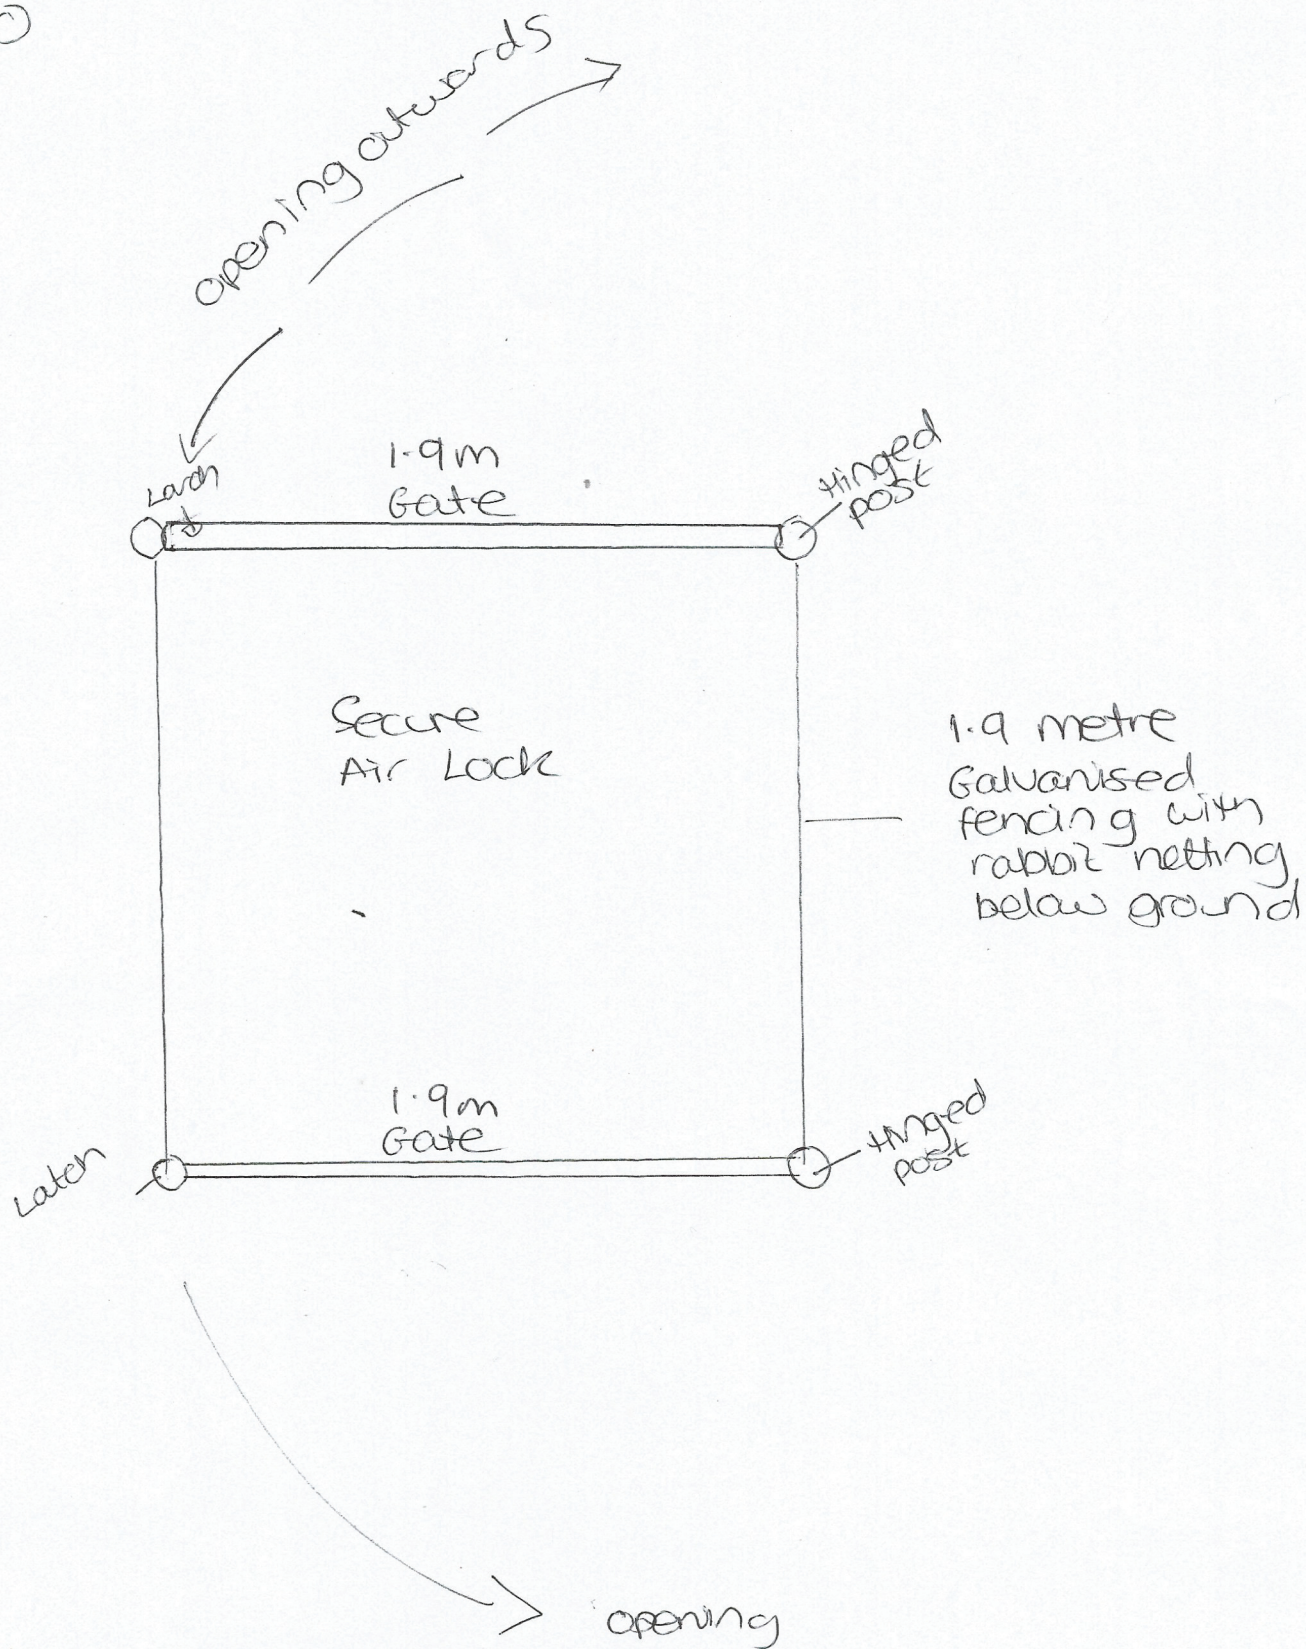 opening outwards
Latch
1.9m
Gate
Hinged
post
Secure
Air Lock
1.9 metre
Galvanised
fencing with
rabbit netting
below ground
1.9m
Gate
Latch
Hinged
post
opening